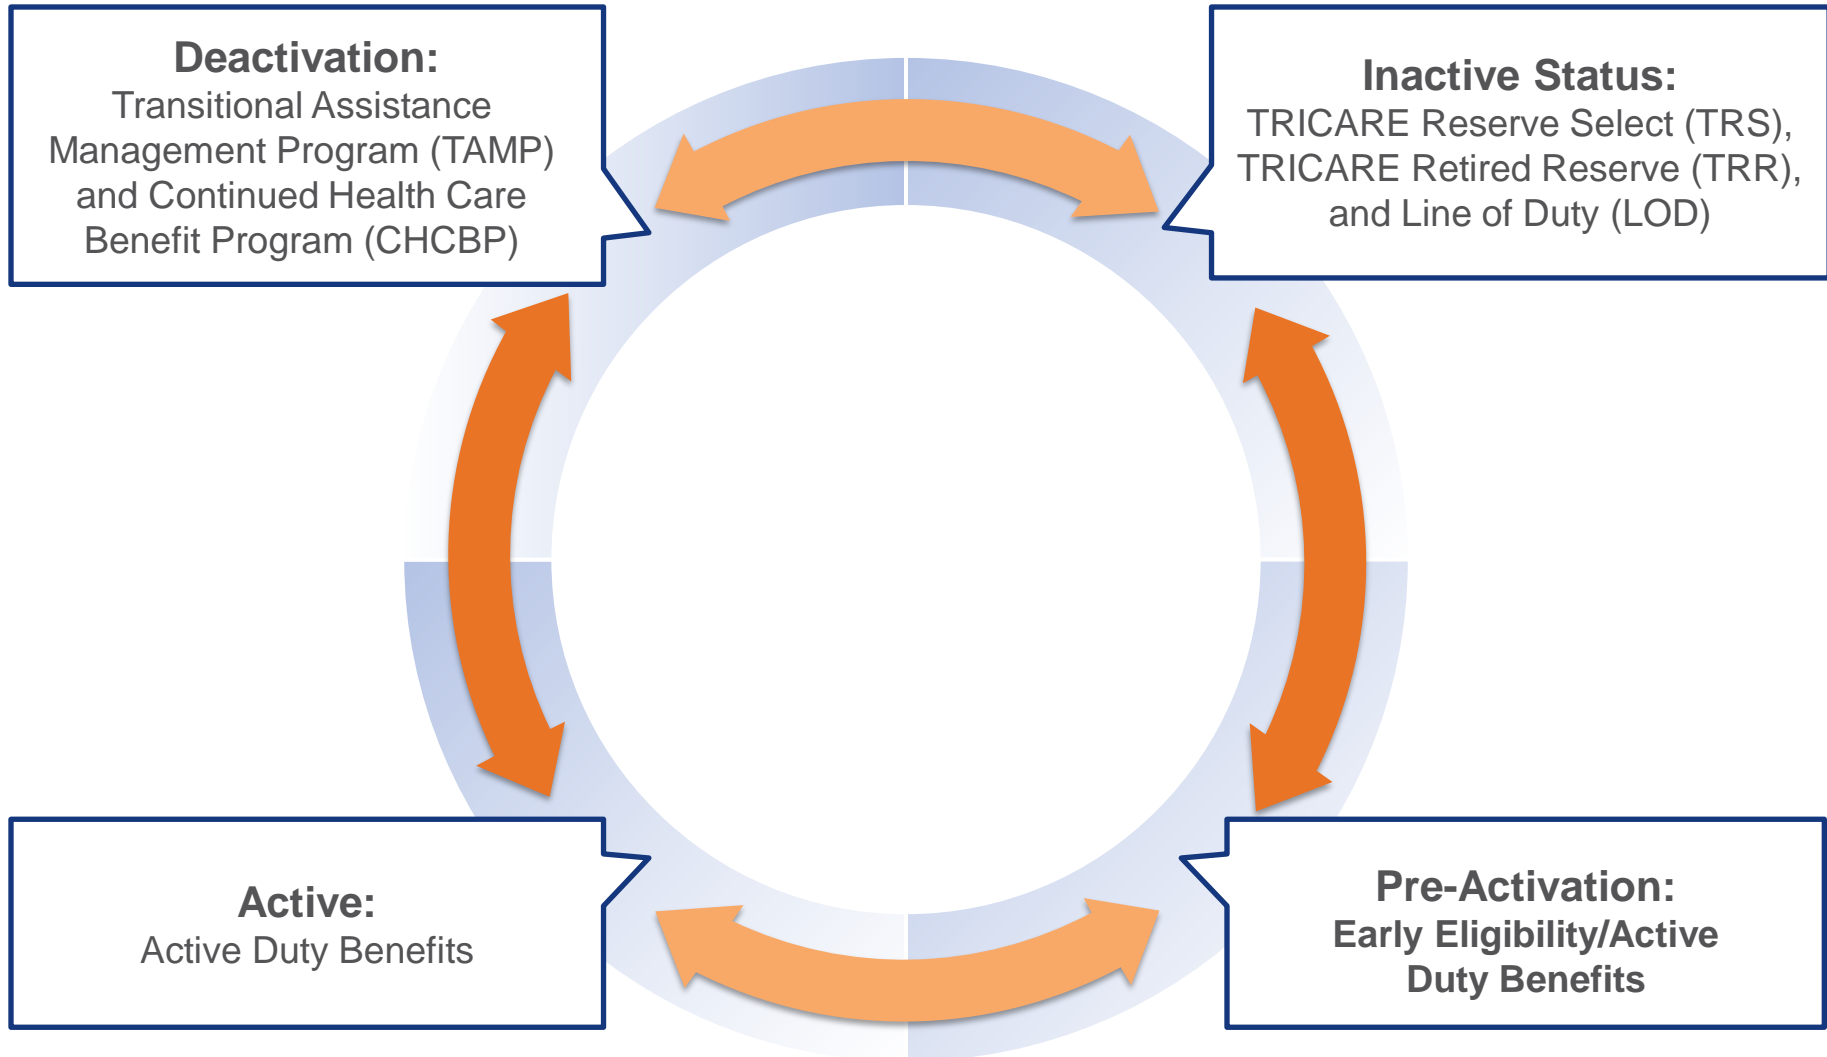 Deactivation:
Transitional Assistance
Management Program (TAMP)
and Continued Health Care
Benefit Program (CHCBP)
Inactive Status:
TRICARE Reserve Select (TRS),
TRICARE Retired Reserve (TRR),
and Line of Duty (LOD)
Active:
Active Duty Benefits
Pre-Activation:
Early Eligibility/Active
Duty Benefits